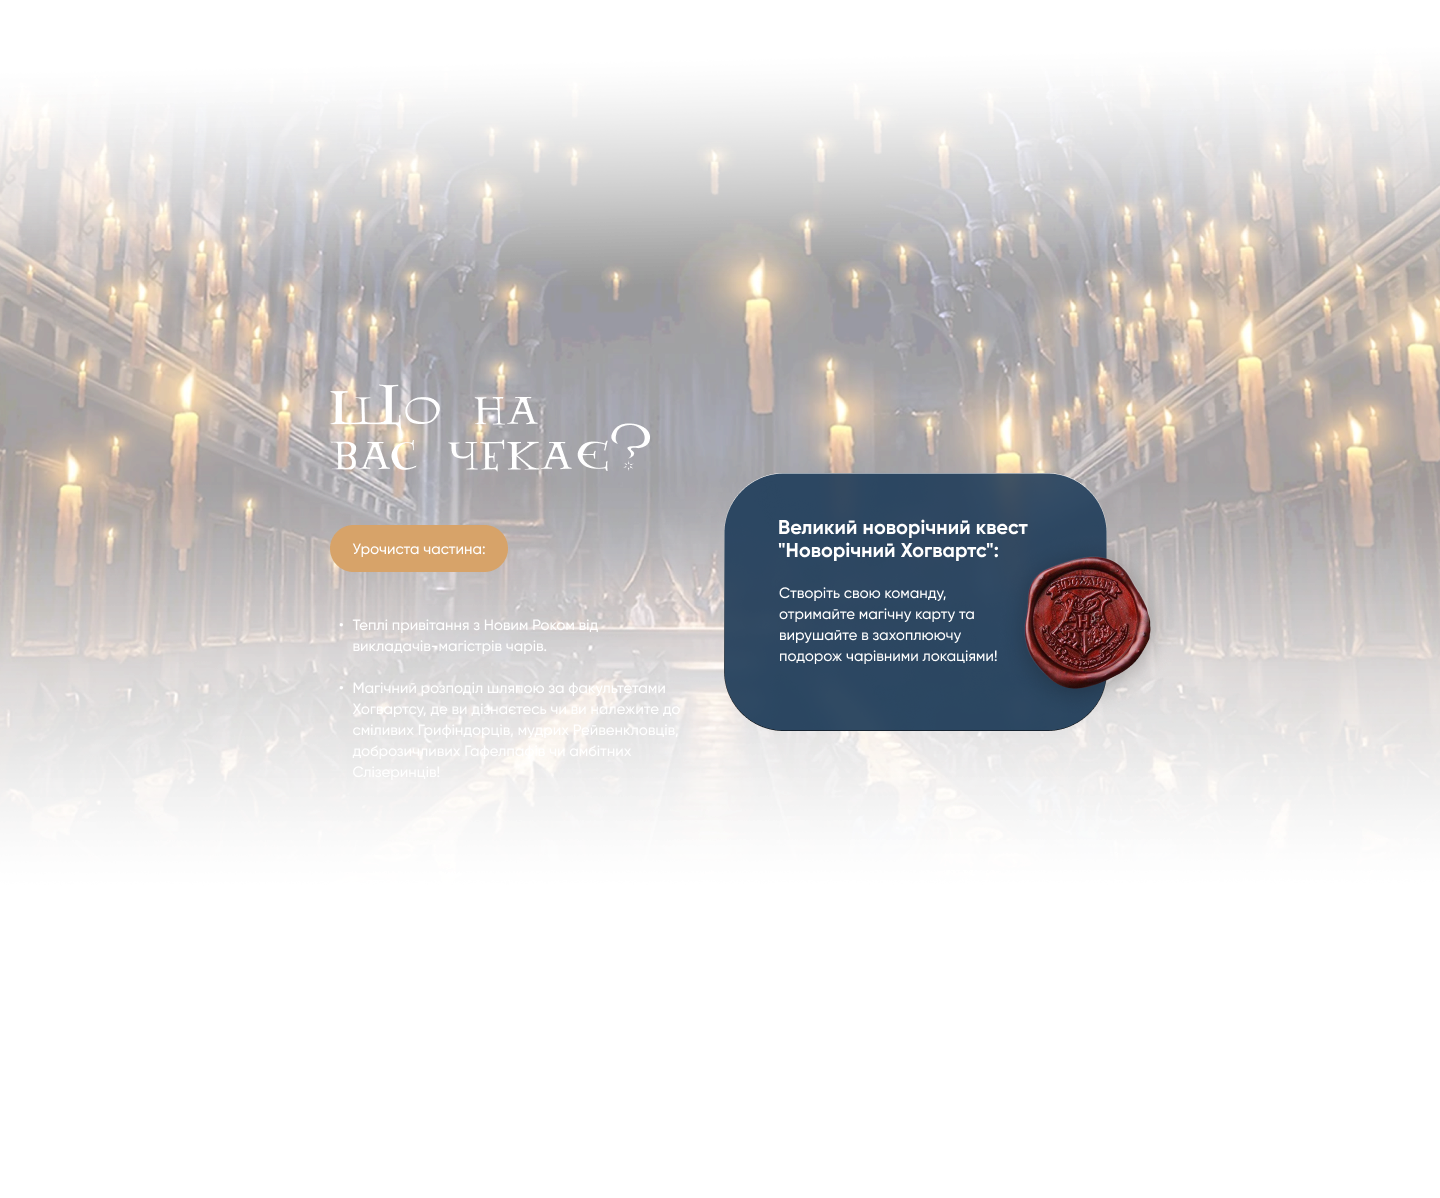 Що на
вас чекає?
Урочиста частина:
• Теплі привітання з Новим Роком від
викладачів-магістрів чарів.
• Магічний розподіл шляпою за факультетами
Хогвартсу, де ви дізнаєтесь чи ви належите до
сміливих Грифіндорців, мудрих Рейвенкловців,
доброзичливих чи амбітних
Слізеринців!
Великий новорічний квест
"Новорічний Хогвартс":
Створіть свою команду,
отримайте магічну карту та
вирушайте в захоплюючу
подорож чарівними локаціями!